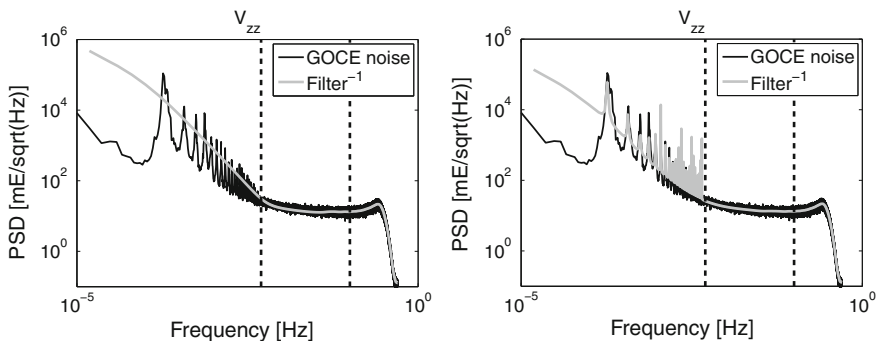 V_zz
PSD [mE/sqrt(Hz)]
10^6
10^4
10^2
10^0
GOCE noise
Filter^−1
10^−5
10^0
Frequency [Hz]
V_zz
PSD [mE/sqrt(Hz)]
10^6
10^4
10^2
10^0
GOCE noise
Filter^−1
10^−5
10^0
Frequency [Hz]